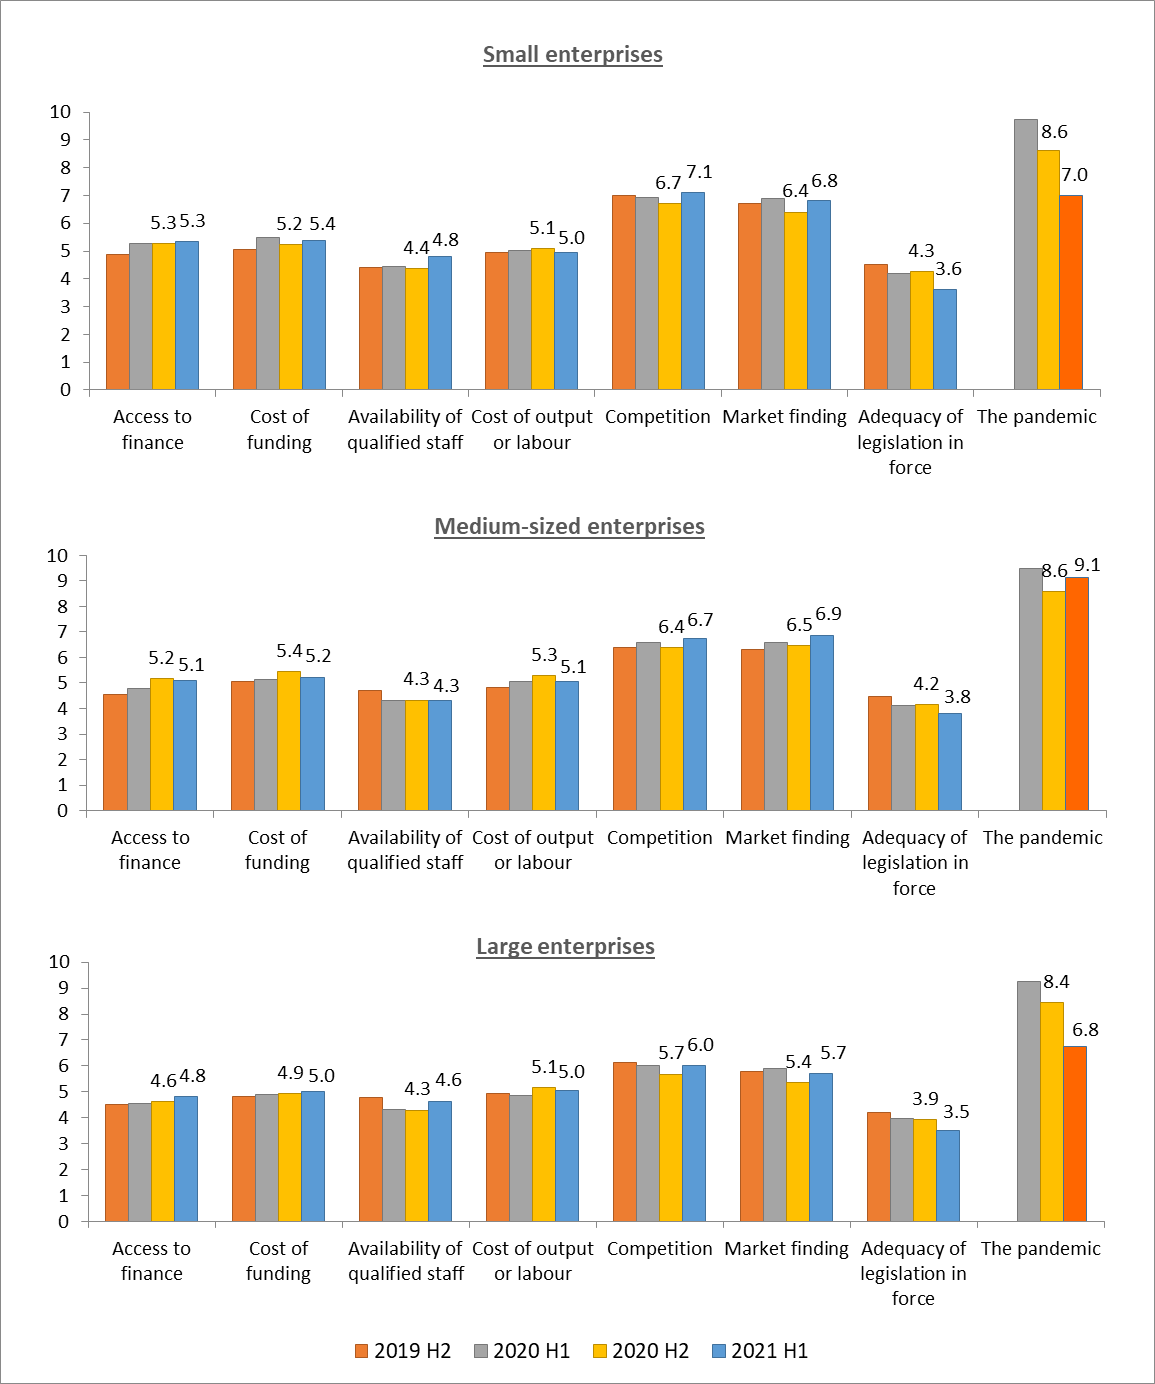 Small enterprises
10
9
8
7
6
5
4
3
2
1
0
5.3 5.3 5.2 5.4 4.4 4.8 5.1 5.0 6.7 7.1 6.4 6.8 4.3 3.6 8.6 7.0
Access to Cost of Availability of Cost of output Competition Market finding Adequacy of The pandemic
finance funding qualified staff or labour legislation in
force
Medium-sized enterprises
10
9
8
7
6
5
4
3
2
1
0
5.2 5.1 5.4 5.2 4.3 4.3 5.3 5.1 6.4 6.7 6.5 6.9 4.2 3.8 8.6 9.1
Access to Cost of Availability of Cost of output Competition Market finding Adequacy of The pandemic
finance funding qualified staff or labour legislation in
force
Large enterprises
10
9
8
7
6
5
4
3
2
1
0
4.6 4.8 4.9 5.0 4.3 4.6 5.1 5.0 5.7 6.0 5.4 5.7 3.9 3.5 8.4 6.8
Access to Cost of Availability of Cost of output Competition Market finding Adequacy of The pandemic
finance funding qualified staff or labour legislation in
force
2019 H2 2020 H1 2020 H2 2021 H1